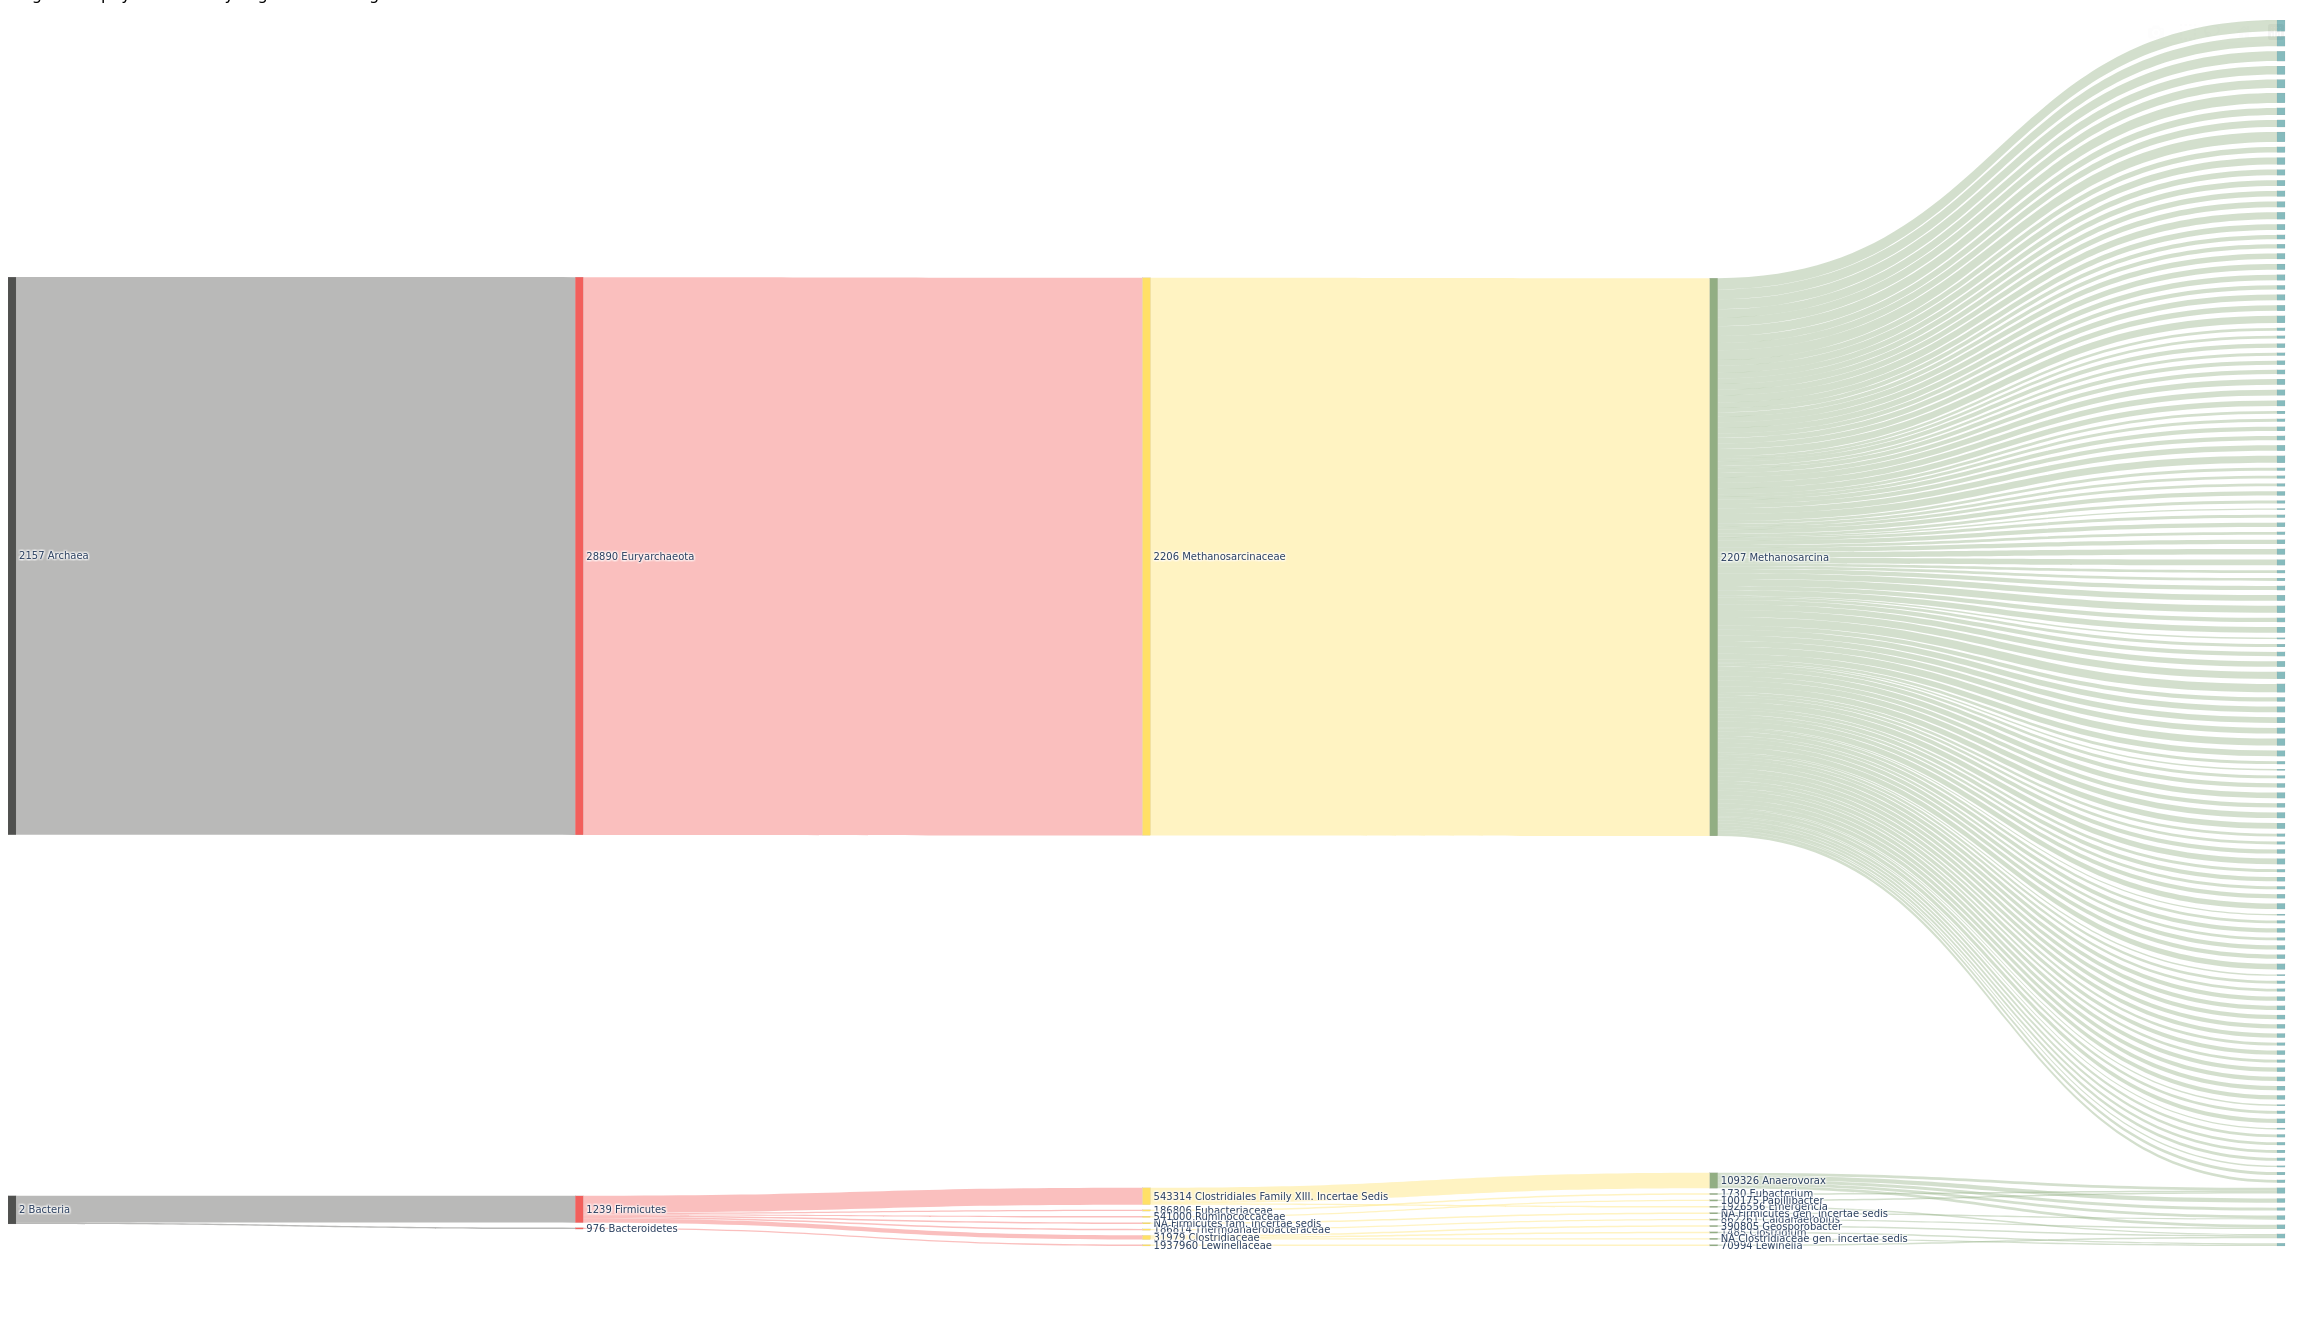 2157 Archaea
28890 Euryarchaeota
2206 Methanosarcinaceae
2207 Methanosarcina
2 Bacteria
1239 Firmicutes
976 Bacteroidetes
543314 Clostridiales Family XIII. Incertae Sedis
186806 Eubacteriaceae
541000 Ruminococcaceae
NA Firmicutes fam. incertae sedis
186814 Thermoanaerobacteraceae
31979 Clostridiaceae
1937960 Lewinellaceae
109326 Anaerovorax
1730 Eubacterium
100175 Papillibacter
1926556 Emergencia
NA Firmicutes gen. incertae sedis
390805 Geosporobacter
NA Clostridiaceae gen. incertae sedis
70994 Lewinella